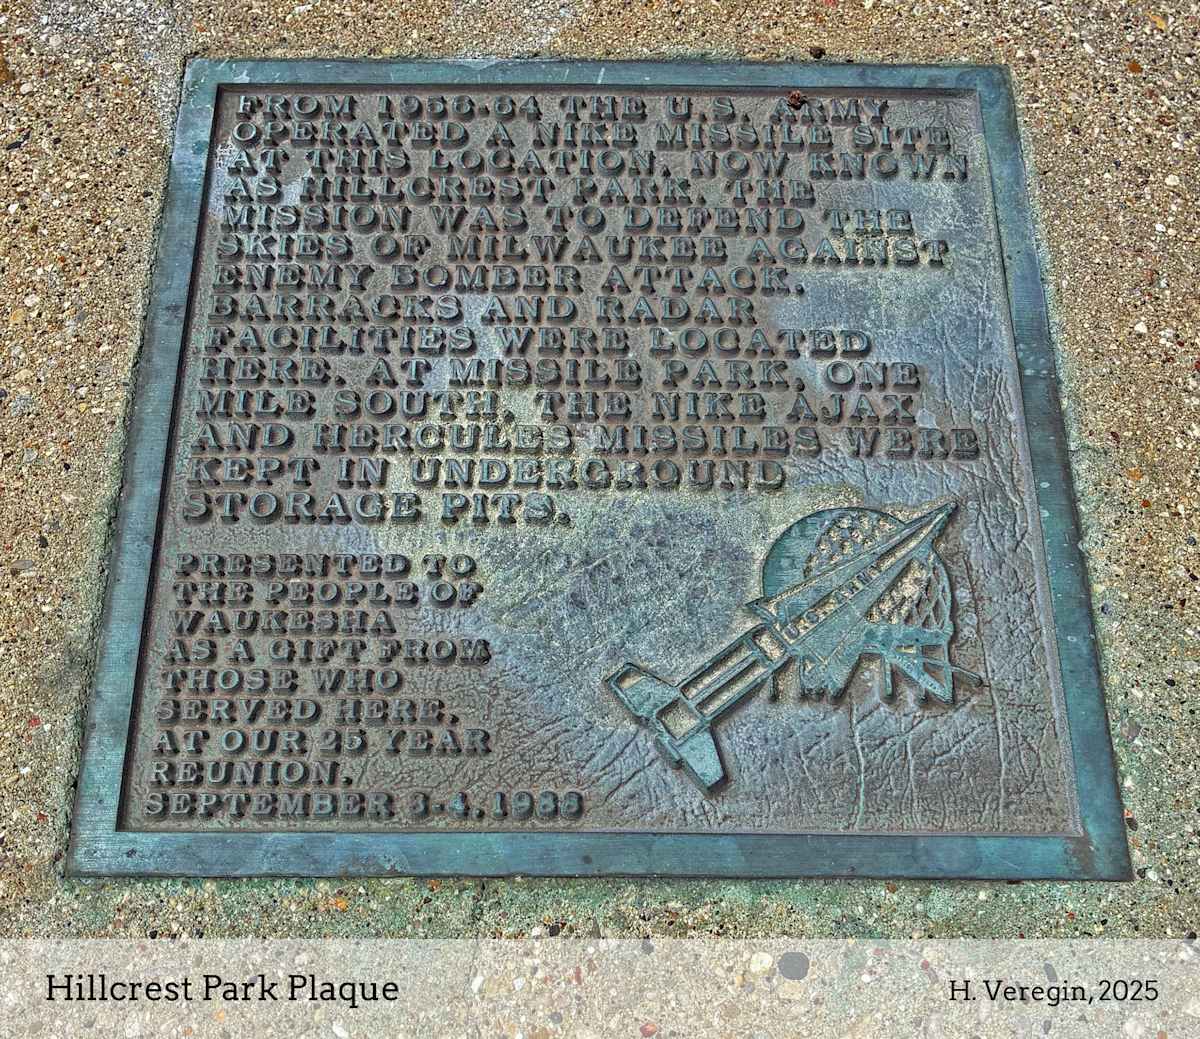 FROM 1956-64 THE U.S. ARMY
OPERATED A NIKE MISSILE SITE
AT THIS LOCATION, NOW KNOWN
AS HILLCREST PARK. THE
MISSION WAS TO DEFEND THE
SKIES OF MILWAUKEE AGAINST
ENEMY BOMBER ATTACK.
BARRACKS AND RADAR
FACILITIES WERE LOCATED
HERE. AT MISSILE PARK, ONE
MILE SOUTH, THE NIKE AJAX
AND HERCULES MISSILES WERE
KEPT IN UNDERGROUND
STORAGE PITS.
PRESENTED TO
THE PEOPLE OF
WAUKESHA
AS A GIFT FROM
THOSE WHO
SERVED HERE,
AT OUR 25 YEAR
REUNION.
SEPTEMBER 3-4, 1988
U.S. ARMY
Hillcrest Park Plaque
H. Veregin, 2025